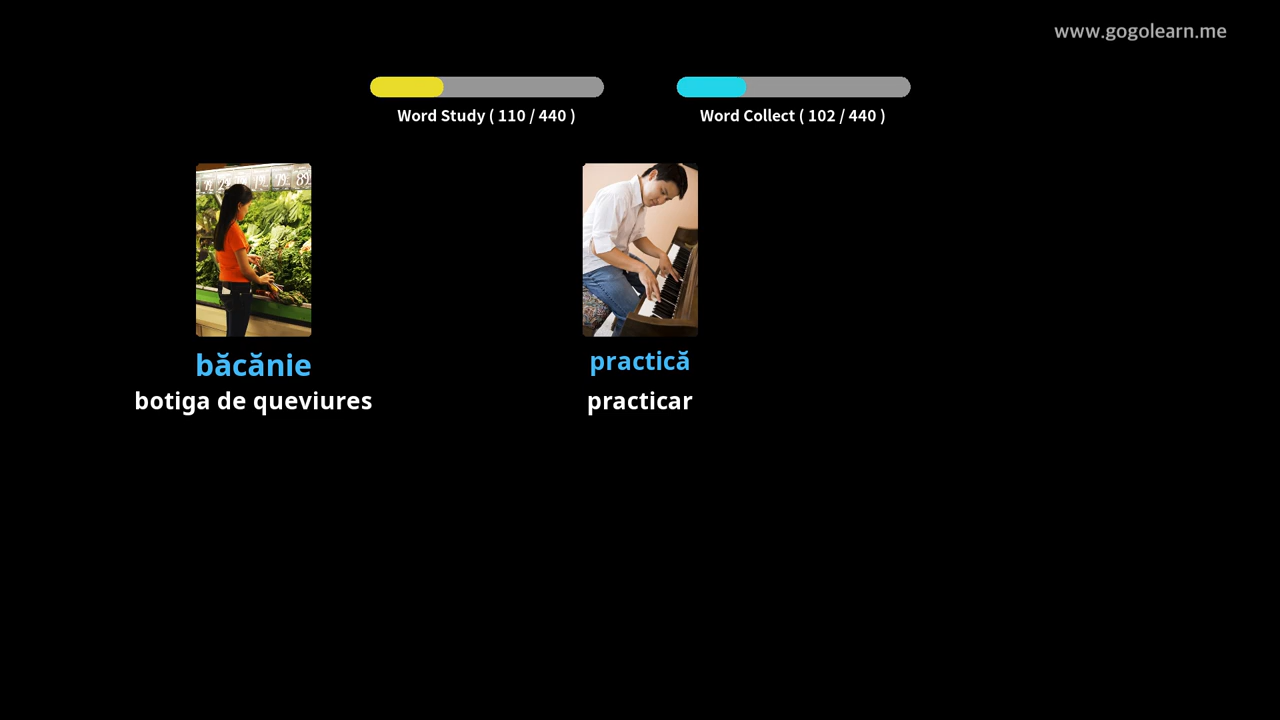 www.gogolearn.me
Word Study ( 110 / 440 )
Word Collect ( 102 / 440 )
băcănie
botiga de queviures
practică
practicar